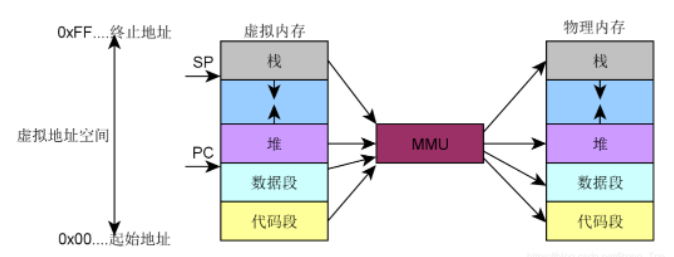 0xFF....终止地址
虚拟内存
物理内存
SP
栈
栈
虚拟地址空间
PC
堆
MMU
堆
数据段
数据段
代码段
代码段
0x00....起始地址